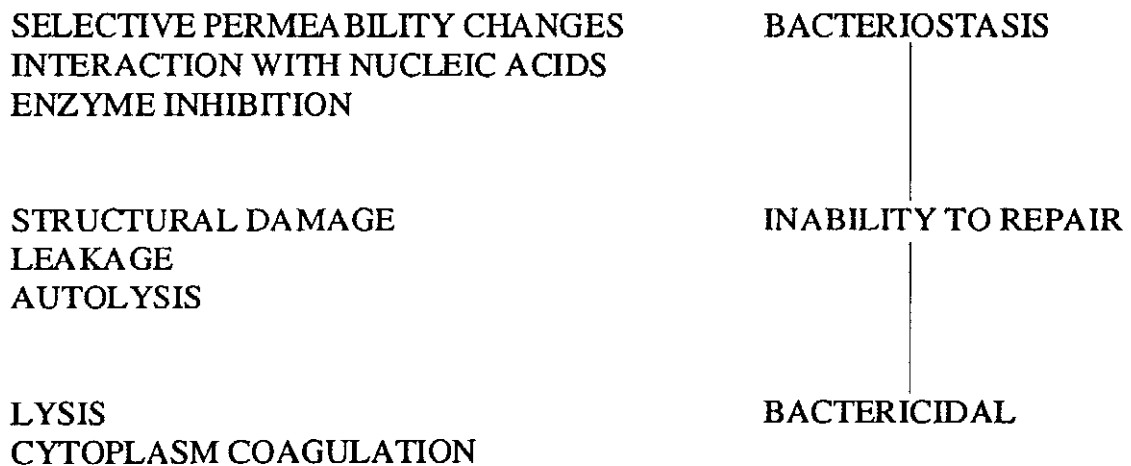 SELECTIVE PERMEABILITY CHANGES BACTERIOSTASIS
INTERACTION WITH NUCLEIC ACIDS
ENZYME INHIBITION
STRUCTURAL DAMAGE INABILITY TO REPAIR
LEAKAGE
AUTOLYSIS
LYSIS BACTERICIDAL
CYTOPLASM COAGULATION